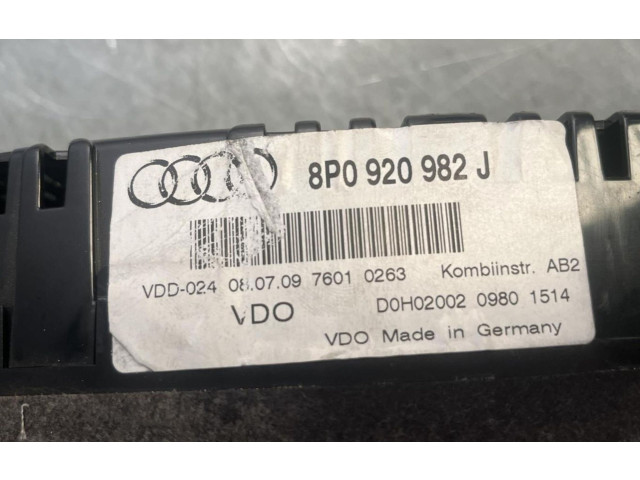 8P0 920 982 J
VDD-024 08.07.09 7601 0263 Kombiinstr. AB2
VDO D0H02002 0980 1514
VDO Made in Germany